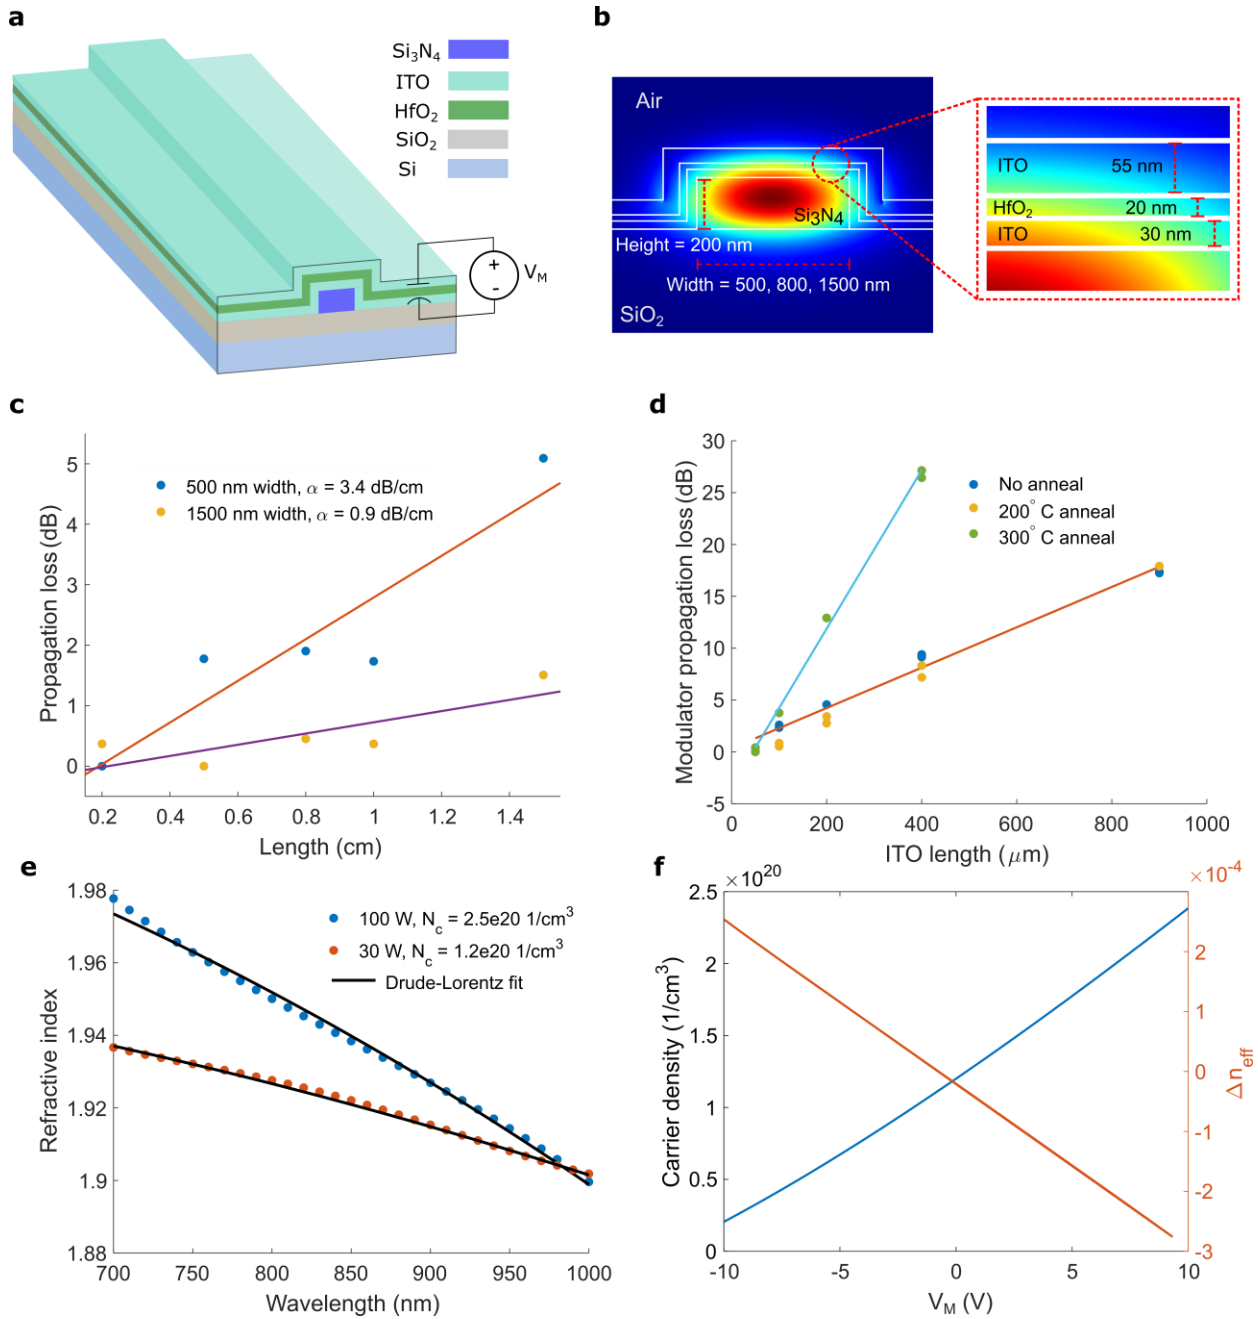 a
Si₃N₄
ITO
HfO₂
SiO₂
Si
+
-
V_M
b
Air
Si₃N₄
Height = 200 nm
Width = 500, 800, 1500 nm
SiO₂
ITO 55 nm
HfO₂ 20 nm
ITO 30 nm
c
Propagation loss (dB)
5
4
3
2
1
0
500 nm width, α = 3.4 dB/cm
1500 nm width, α = 0.9 dB/cm
0.2 0.4 0.6 0.8 1 1.2 1.4
Length (cm)
d
Modulator propagation loss (dB)
30
25
20
15
10
5
0
-5
No anneal
200° C anneal
300° C anneal
0 200 400 600 800 1000
ITO length (μm)
e
Refractive index
1.98
1.96
1.94
1.92
1.9
1.88
100 W, N_c = 2.5e20 1/cm³
30 W, N_c = 1.2e20 1/cm³
Drude-Lorentz fit
700 750 800 850 900 950 1000
Wavelength (nm)
f
×10²⁰
Carrier density (1/cm³)
2.5
2
1.5
1
0.5
0
×10⁻⁴
2
1
0
-1
-2
-3
Δn_eff
-10 -5 0 5 10
V_M (V)